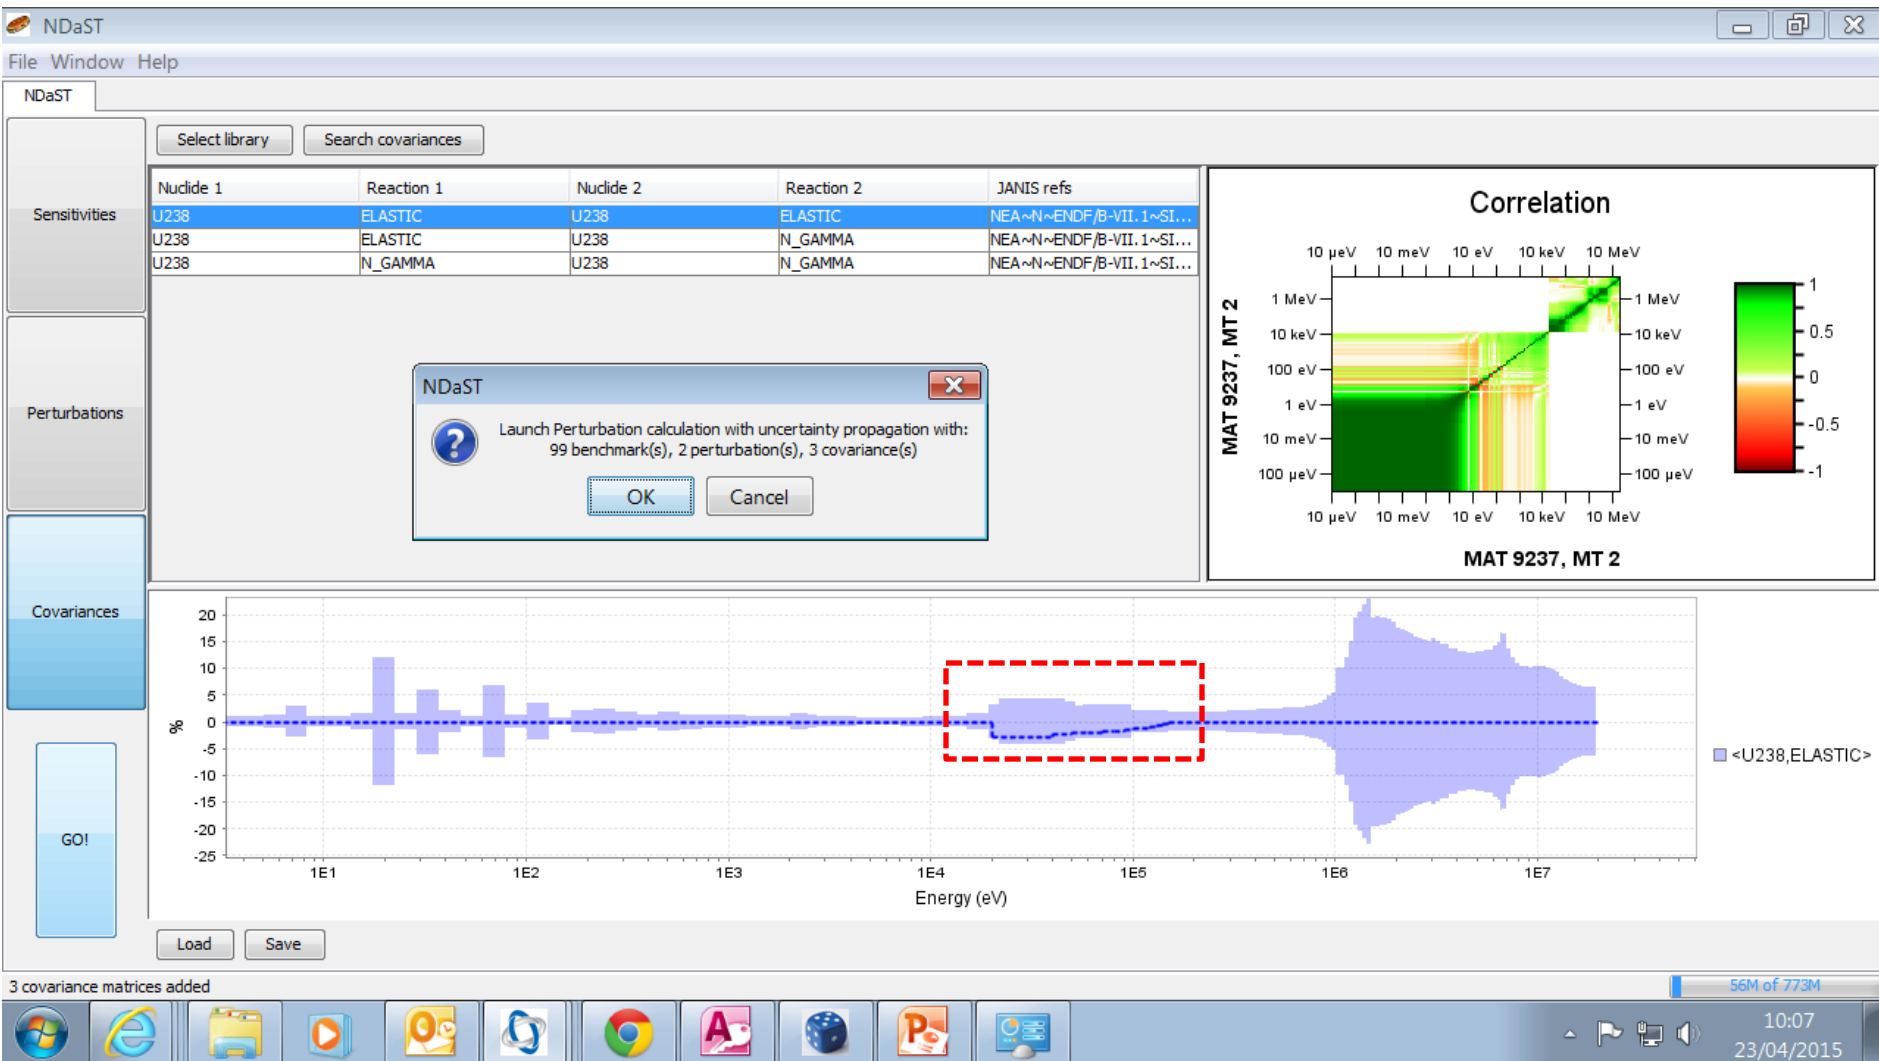 NDaST
File Window Help
NDaST
Select library Search covariances
Sensitivities
Perturbations
Covariances
GO!
Nuclide 1 Reaction 1 Nuclide 2 Reaction 2 JANIS refs
U238 ELASTIC U238 ELASTIC NEA~N~ENDF/B-VII.1~SI...
U238 ELASTIC U238 N_GAMMA NEA~N~ENDF/B-VII.1~SI...
U238 N_GAMMA U238 N_GAMMA NEA~N~ENDF/B-VII.1~SI...
NDaST
Launch Perturbation calculation with uncertainty propagation with:
99 benchmark(s), 2 perturbation(s), 3 covariance(s)
OK Cancel
Correlation
10 µeV 10 meV 10 eV 10 keV 10 MeV
MAT 9237, MT 2
1 MeV 1 MeV
10 keV 10 keV
100 eV 100 eV
1 eV 1 eV
10 meV 10 meV
100 µeV 100 µeV
10 µeV 10 meV 10 eV 10 keV 10 MeV
MAT 9237, MT 2
1
0.5
0
-0.5
-1
20
15
10
5
0
-5
-10
-15
-20
-25
%
1E1 1E2 1E3 1E4 1E5 1E6 1E7
Energy (eV)
<U238,ELASTIC>
Load Save
3 covariance matrices added
56M of 773M
10:07
23/04/2015